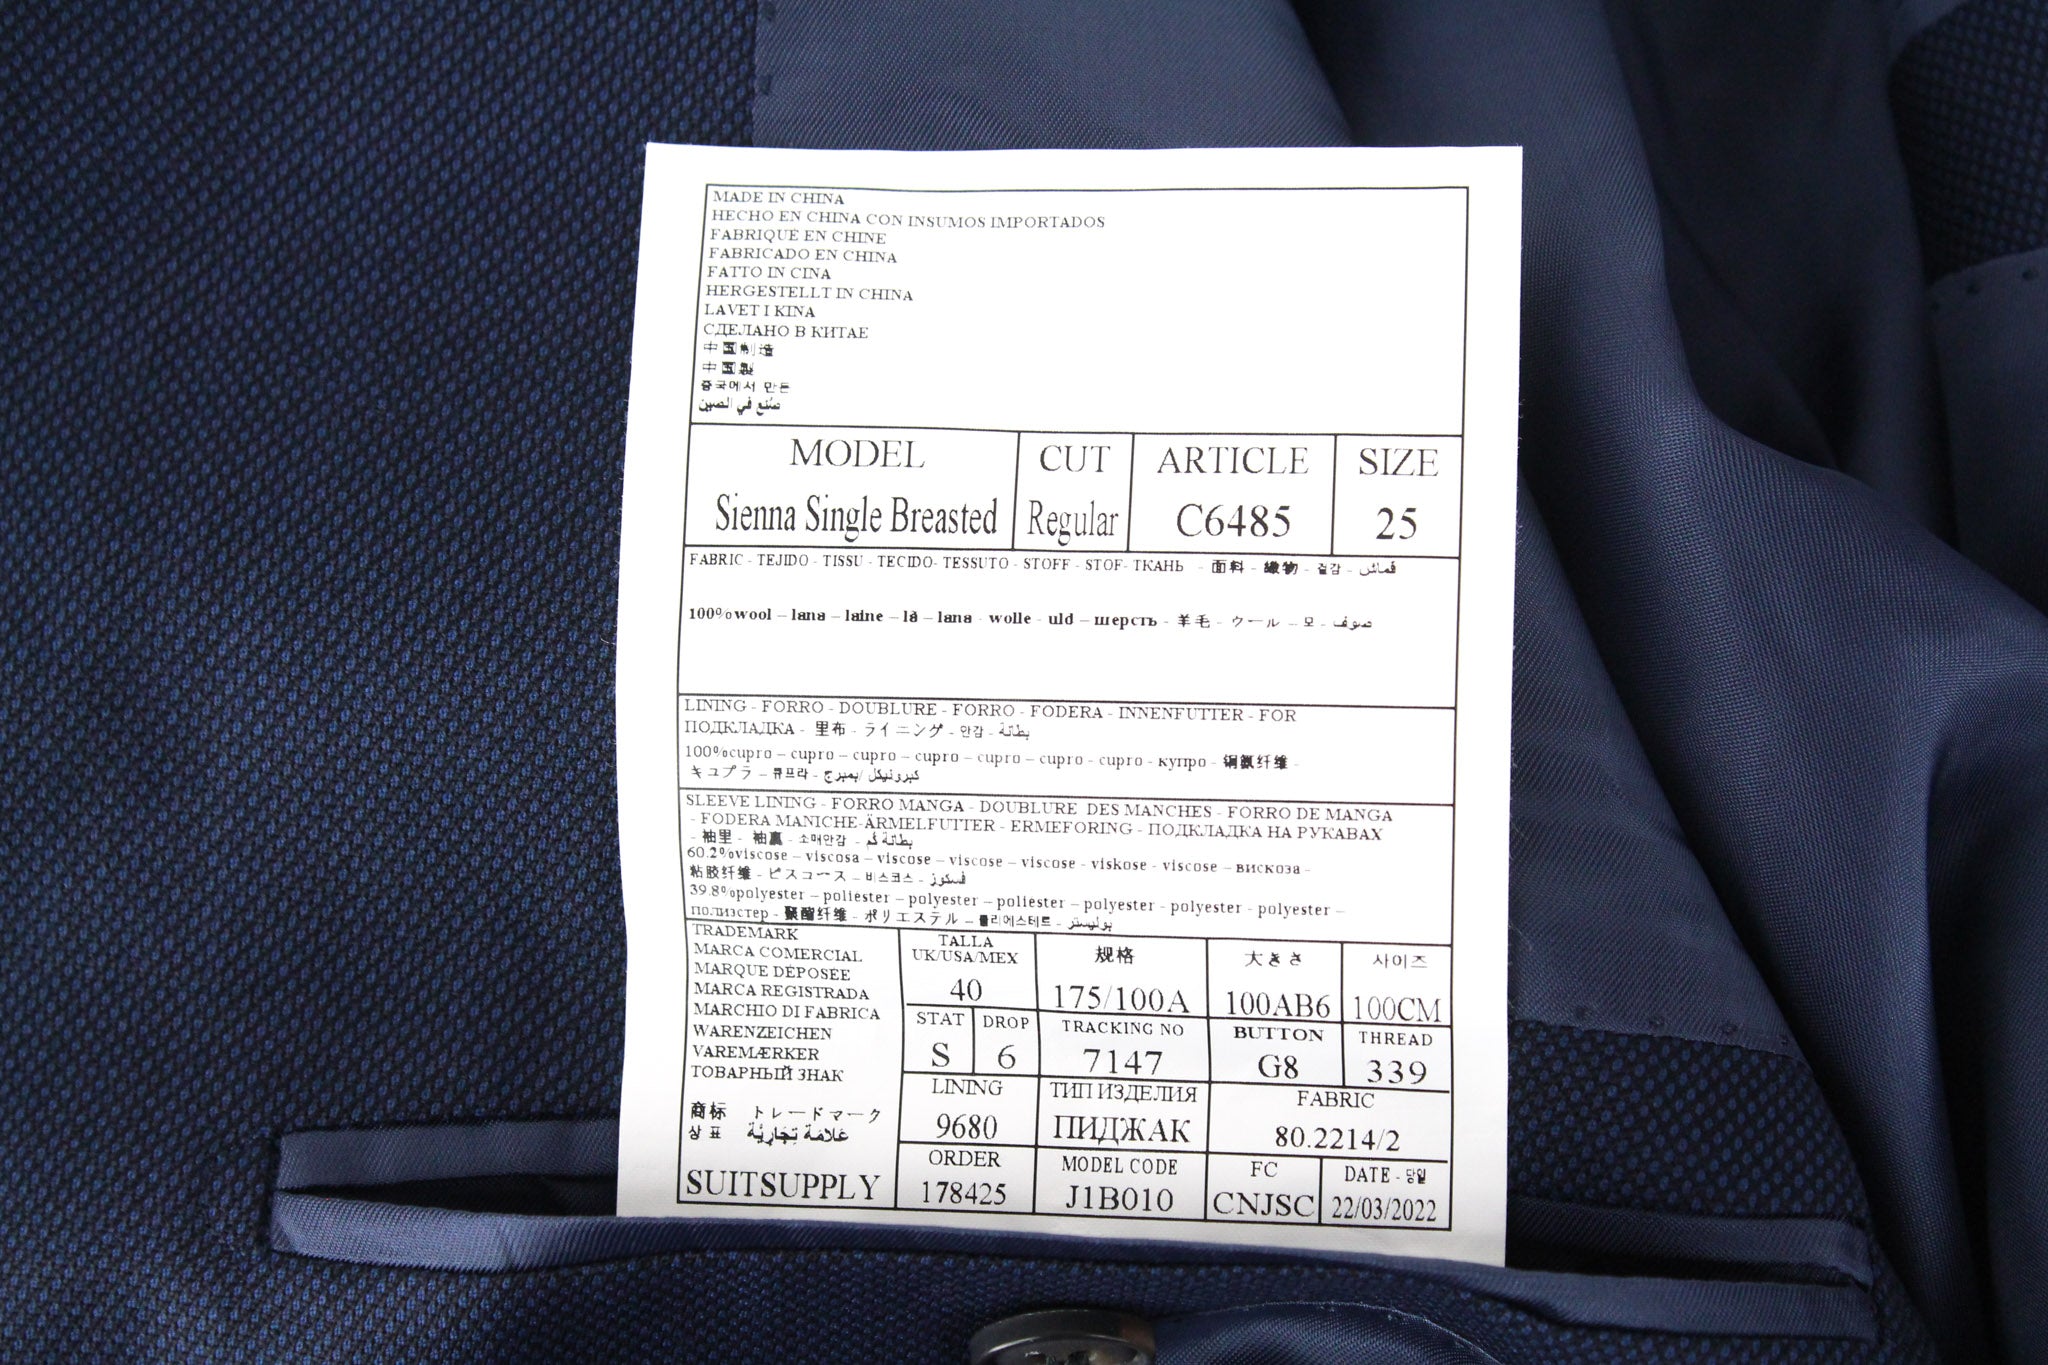 MADE IN CHINA
HECHO EN CHINA CON INSUMOS IMPORTADOS
FABRIQUE EN CHINE
FABRICADO EN CHINA
FATTO IN CINA
HERGESTELLT IN CHINA
LAVET I KINA
СДЕЛАНО В КИТАЕ
中国制造
中国製
중국에서 만든
صُنع في الصين
MODEL CUT ARTICLE SIZE
Sienna Single Breasted Regular C6485 25
FABRIC - TEJIDO - TISSU - TECIDO- TESSUTO - STOFF - STOF- ТКАНЬ - 面料 - 織物 - 겉감 - قماش
100%wool – lana – laine – lã – lana - wolle - uld – шерсть - 羊毛 - ウール – 모 - صوف
LINING - FORRO - DOUBLURE - FORRO - FODERA - INNENFUTTER - FOR
ПОДКЛАДКА - 里布 - ライニング - 안감 - بطانة
100%cupro – cupro – cupro – cupro – cupro – cupro – cupro - купро - 铜氨纤维 -
キュプラ – 큐프라 - كبرونيكل /بمبرج
SLEEVE LINING - FORRO MANGA - DOUBLURE DES MANCHES - FORRO DE MANGA
- FODERA MANICHE-ÄRMELFUTTER - ERMEFORING - ПОДКЛАДКА НА РУКАВАХ
- 袖里 - 袖裏 - 소매안감 - بطانة كم
60.2%viscose – viscosa – viscose – viscose – viscose - viskose - viscose – вискоза -
粘胶纤维 - ビスコース – 비스코스 - فسكوز
39.8%polyester – poliester – polyester – poliester – polyester - polyester - polyester –
полиэстер - 聚酯纤维 - ポリエステル – 폴리에스테르 - بوليستر
TRADEMARK
MARCA COMERCIAL
MARQUE DÉPOSÉE
MARCA REGISTRADA
MARCHIO DI FABRICA
WARENZEICHEN
VAREMÆRKER
ТОВАРНЫЙ ЗНАК
商标 トレードマーク
상표 عَلامَة تِجَارِيَّة
SUITSUPPLY
TALLA 规格 大きさ 사이즈
UK/USA/MEX
40 175/100A 100AB6 100CM
STAT DROP TRACKING NO BUTTON THREAD
S 6 7147 G8 339
LINING ТИП ИЗДЕЛИЯ FABRIC
9680 ПИДЖАК 80.2214/2
ORDER MODEL CODE FC DATE - 당일
178425 J1B010 CNJSC 22/03/2022